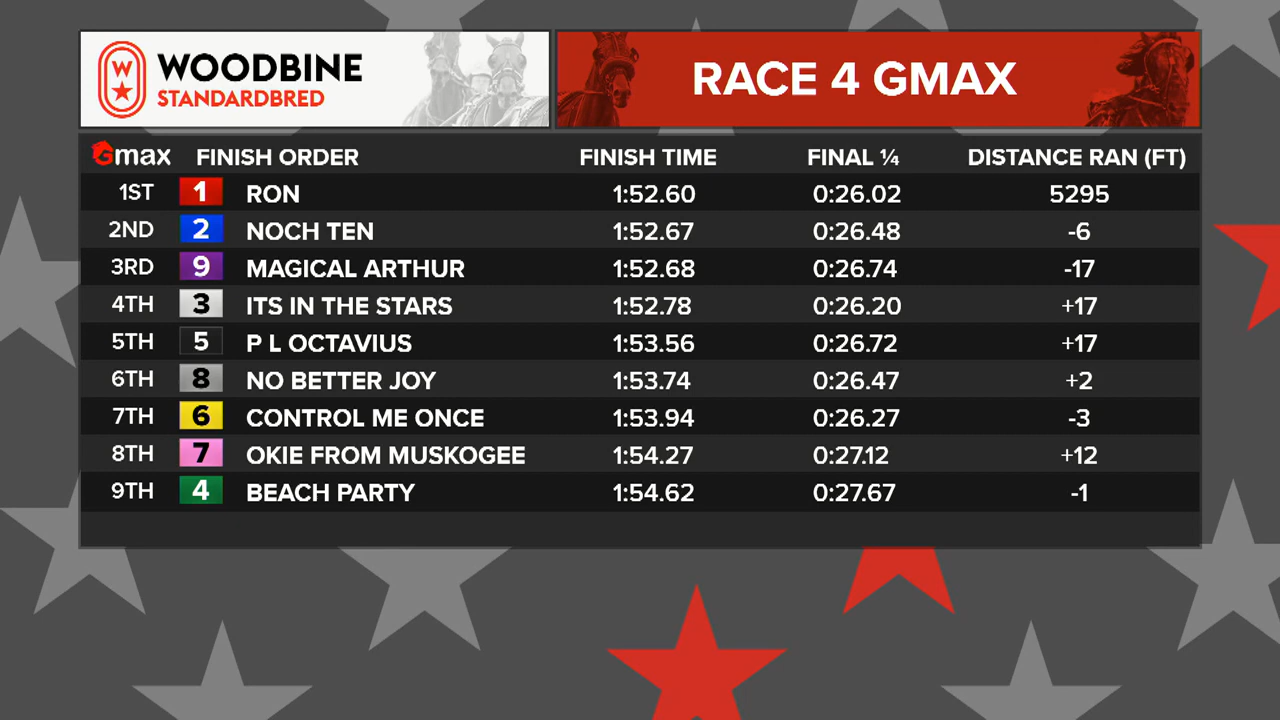 W
WOODBINE
STANDARDBRED
RACE 4 GMAX
Gmax FINISH ORDER FINISH TIME FINAL ¼ DISTANCE RAN (FT)
1ST 1 RON 1:52.60 0:26.02 5295
2ND 2 NOCH TEN 1:52.67 0:26.48 -6
3RD 9 MAGICAL ARTHUR 1:52.68 0:26.74 -17
4TH 3 ITS IN THE STARS 1:52.78 0:26.20 +17
5TH 5 P L OCTAVIUS 1:53.56 0:26.72 +17
6TH 8 NO BETTER JOY 1:53.74 0:26.47 +2
7TH 6 CONTROL ME ONCE 1:53.94 0:26.27 -3
8TH 7 OKIE FROM MUSKOGEE 1:54.27 0:27.12 +12
9TH 4 BEACH PARTY 1:54.62 0:27.67 -1